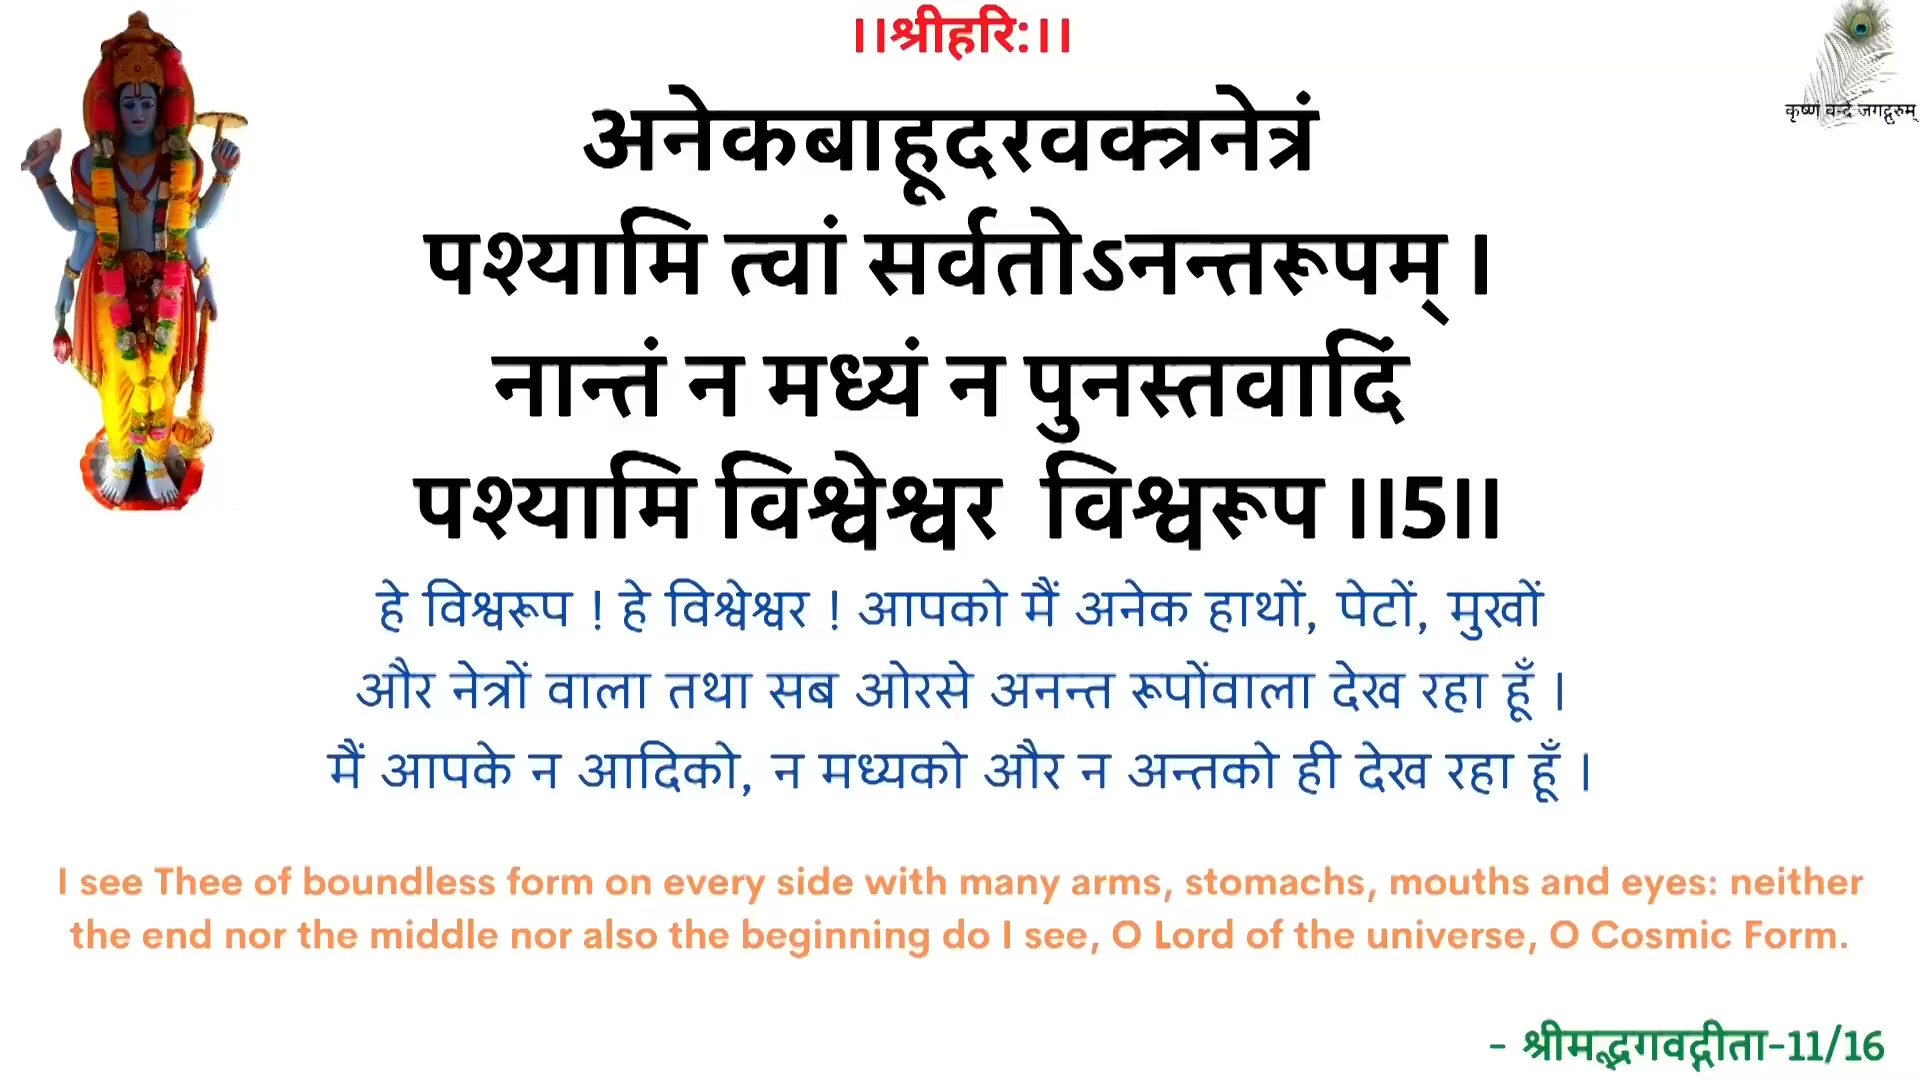 ।।श्रीहरि:।।
कृष्णं वन्दे जगद्गुरुम्
अनेकबाहूदरवक्त्रनेत्रं
पश्यामि त्वां सर्वतोऽनन्तरूपम् ।
नान्तं न मध्यं न पुनस्तवादिं
पश्यामि विश्वेश्वर विश्वरूप ॥5॥
हे विश्वरूप ! हे विश्वेश्वर ! आपको मैं अनेक हाथों, पेटों, मुखों
और नेत्रों वाला तथा सब ओरसे अनन्त रूपोंवाला देख रहा हूँ ।
मैं आपके न आदिको, न मध्यको और न अन्तको ही देख रहा हूँ ।
I see Thee of boundless form on every side with many arms, stomachs, mouths and eyes: neither
the end nor the middle nor also the beginning do I see, O Lord of the universe, O Cosmic Form.
- श्रीमद्भगवद्गीता-11/16